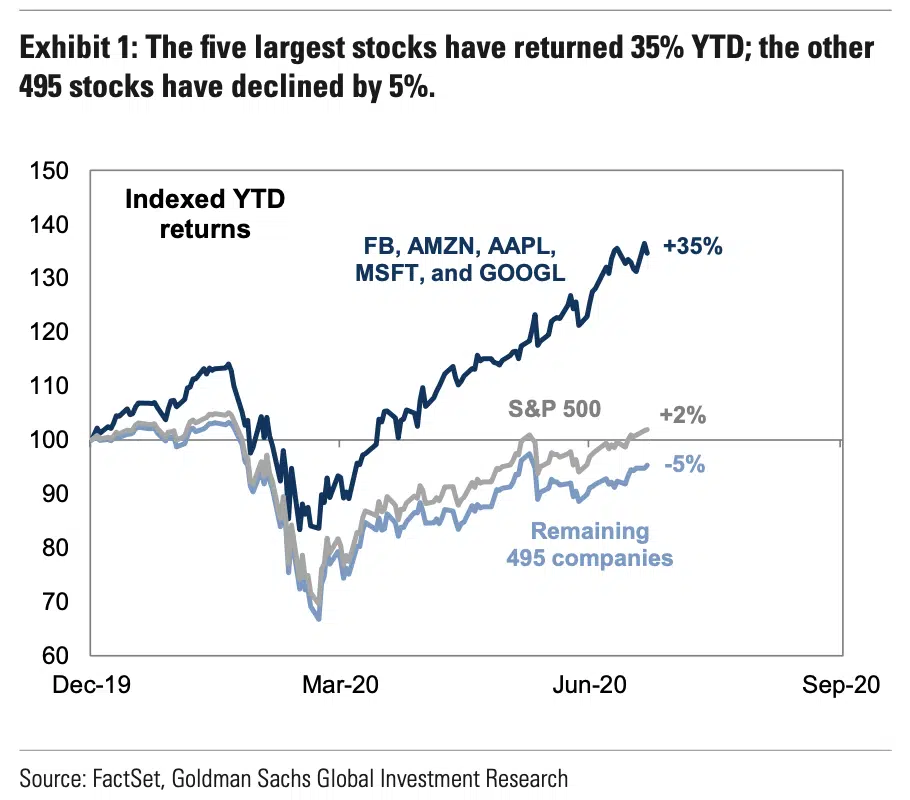 Exhibit 1: The five largest stocks have returned 35% YTD; the other
495 stocks have declined by 5%.
150
140
130
120
110
100
90
80
70
60
Indexed YTD
returns
FB, AMZN, AAPL,
MSFT, and GOOGL
+35%
S&P 500
+2%
-5%
Remaining
495 companies
Dec-19
Mar-20
Jun-20
Sep-20
Source: FactSet, Goldman Sachs Global Investment Research